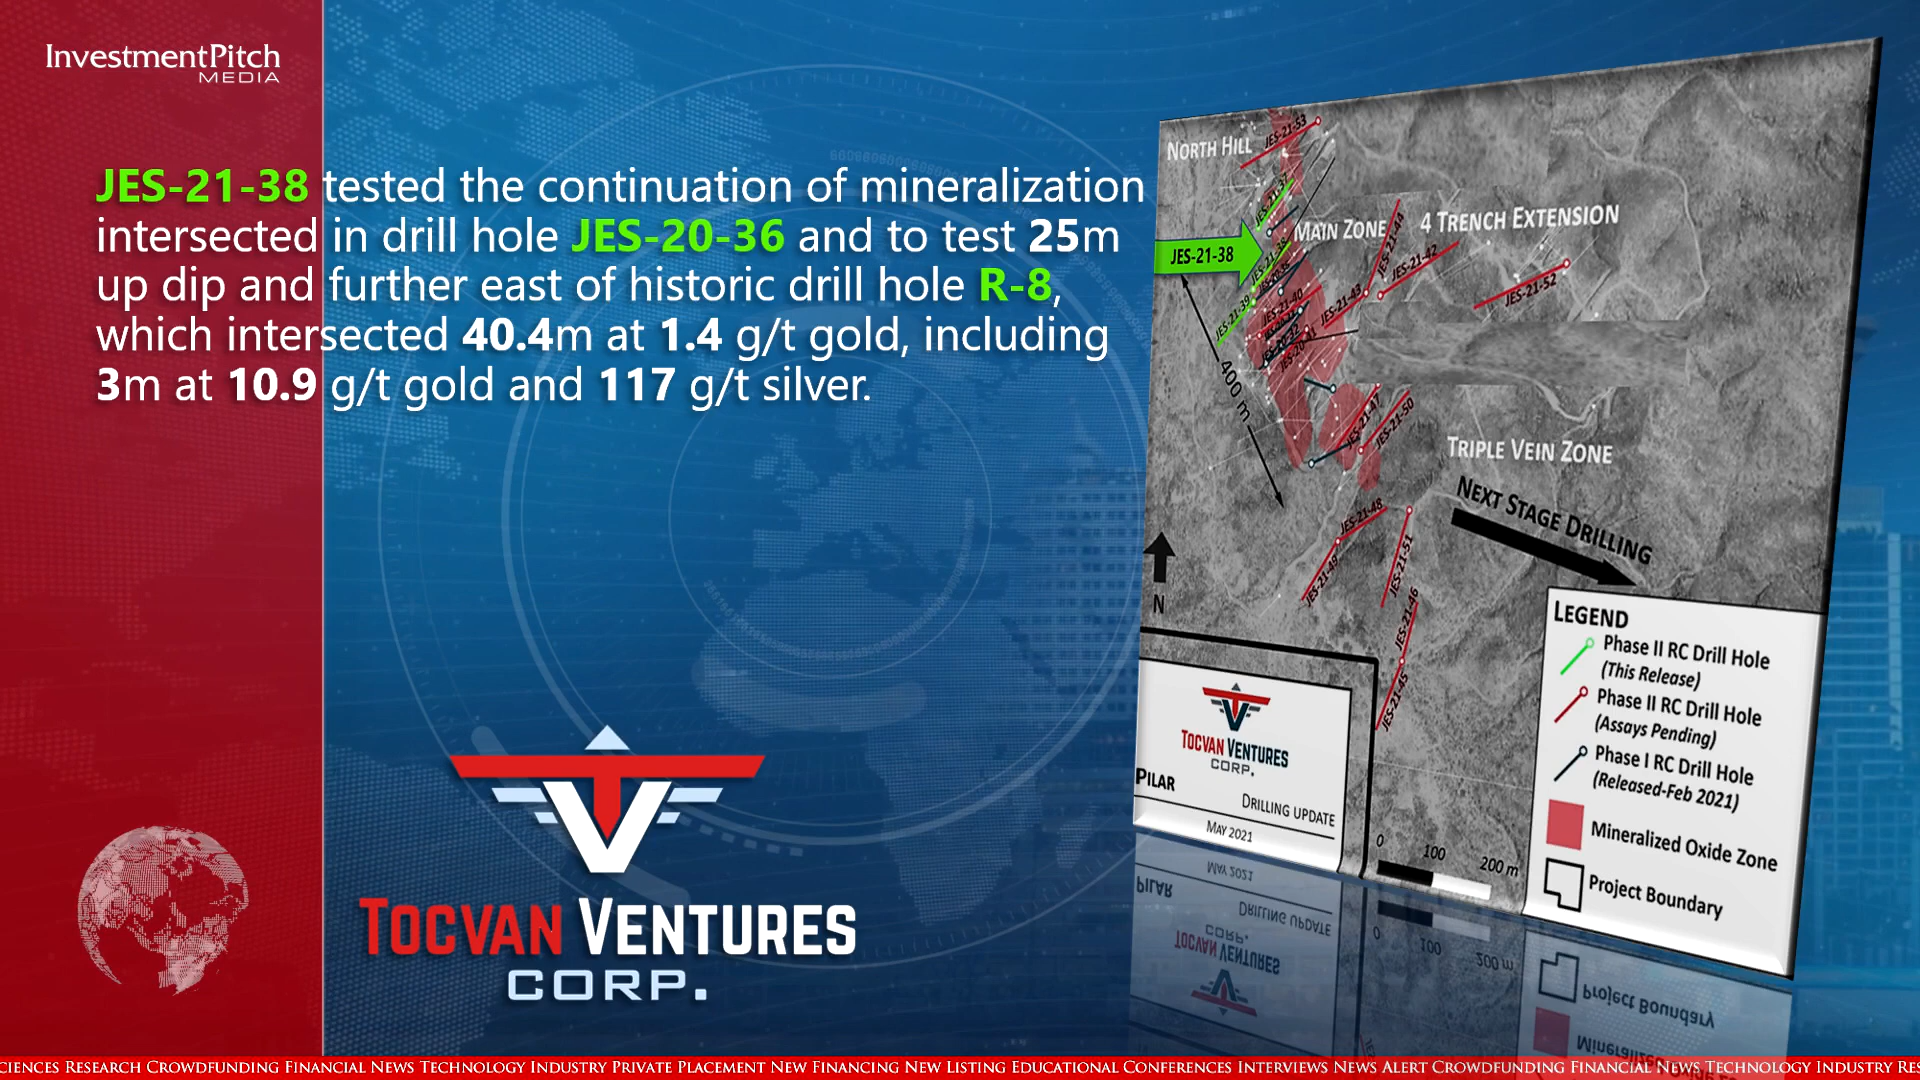 InvestmentPitch
MEDIA
JES-21-38 tested the continuation of mineralization
intersected in drill hole JES-20-36 and to test 25m
up dip and further east of historic drill hole R-8,
which intersected 40.4m at 1.4 g/t gold, including
3m at 10.9 g/t gold and 117 g/t silver.
TOCVAN VENTURES
CORP.
NORTH HILL
JES-21-53
JES-21-37
MAIN ZONE
4 TRENCH EXTENSION
JES-21-38
JES-21-44
JES-21-42
JES-21-38
JES-21-39
JES-21-40
JES-21-43
JES-21-52
JES-20-32
400 m
JES-21-47
JES-21-50
TRIPLE VEIN ZONE
NEXT STAGE DRILLING
JES-21-48
JES-21-49
JES-21-51
JES-21-46
JES-21-45
N
LEGEND
Phase II RC Drill Hole
(This Release)
Phase II RC Drill Hole
(Assays Pending)
Phase I RC Drill Hole
(Released-Feb 2021)
Mineralized Oxide Zone
Project Boundary
TOCVAN VENTURES
CORP.
PILAR
DRILLING UPDATE
MAY 2021
0 100 200 m
CIENCES RESEARCH CROWDFUNDING FINANCIAL NEWS TECHNOLOGY INDUSTRY PRIVATE PLACEMENT NEW FINANCING NEW LISTING EDUCATIONAL CONFERENCES INTERVIEWS NEWS ALERT CROWDFUNDING FINANCIAL NEWS TECHNOLOGY INDUSTRY RES